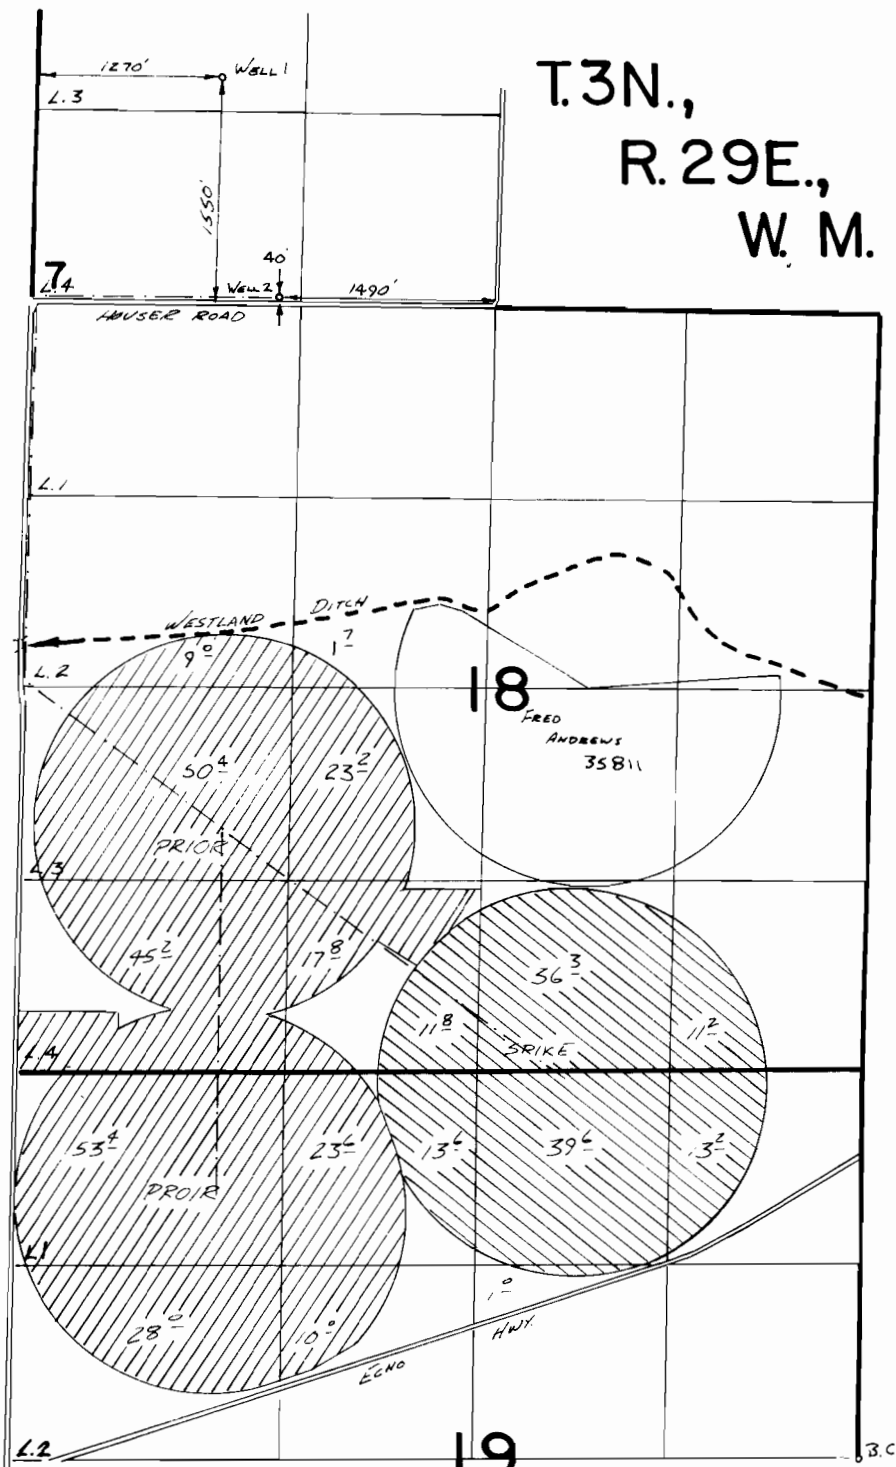 T.3N.,
R.29E.,
W. M.
1270'
WELL 1
L.3
1550'
7
40'
L.4
WELL 2
1490'
HOUSER ROAD
L.1
WESTLAND DITCH
9 0
1 7
L.2
18
FRED
ANDREWS
35811
50 4
23 2
PRIOR
L.3
45 2
17 8
36 3
11 8
11 2
SPIKE
L.4
53 4
23 6
13 6
39 6
13 2
PROIR
L1
1 0
28 0
10 0
HWY.
ECHO
L.2
19
B.C